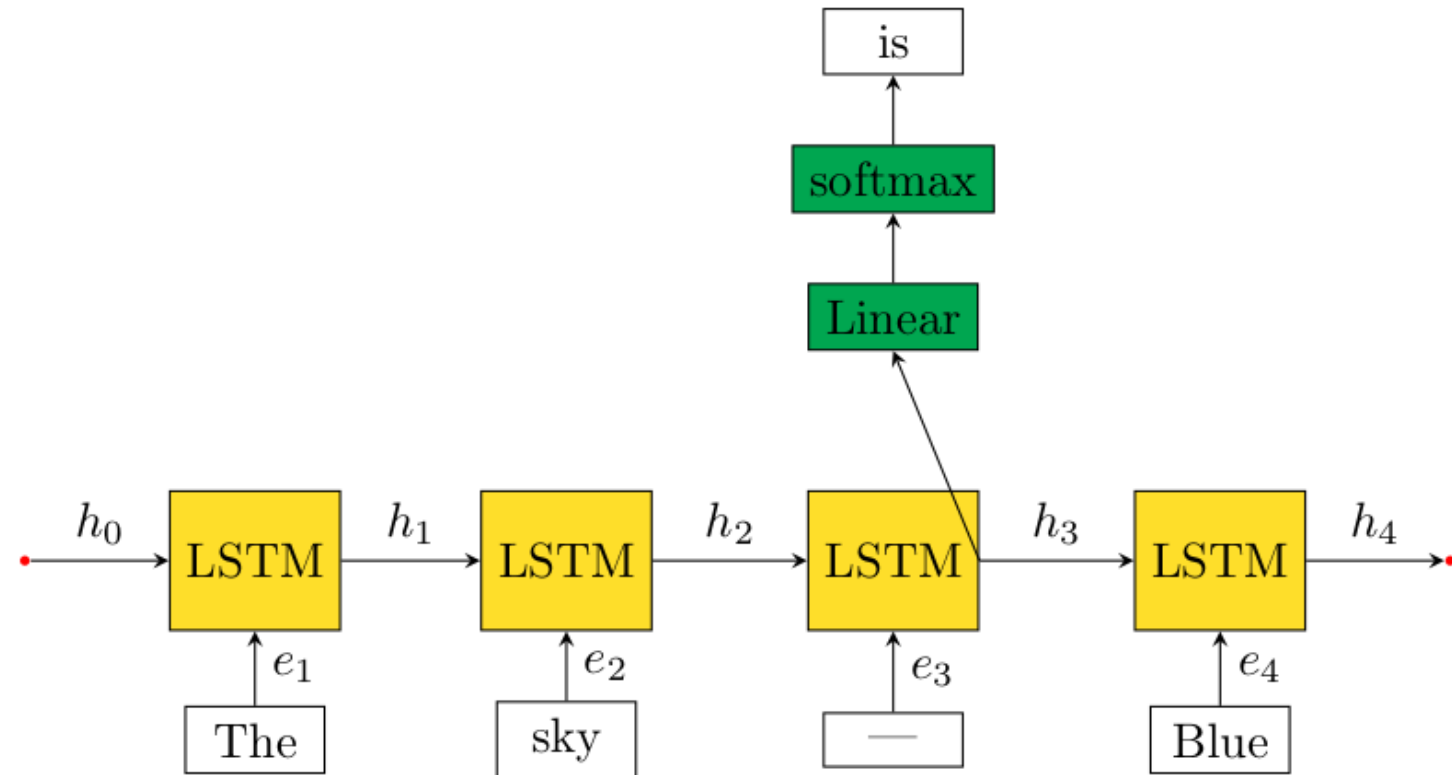 is
softmax
Linear
h₀ h₁ h₂ h₃ h₄
LSTM LSTM LSTM LSTM
e₁ e₂ e₃ e₄
The sky — Blue